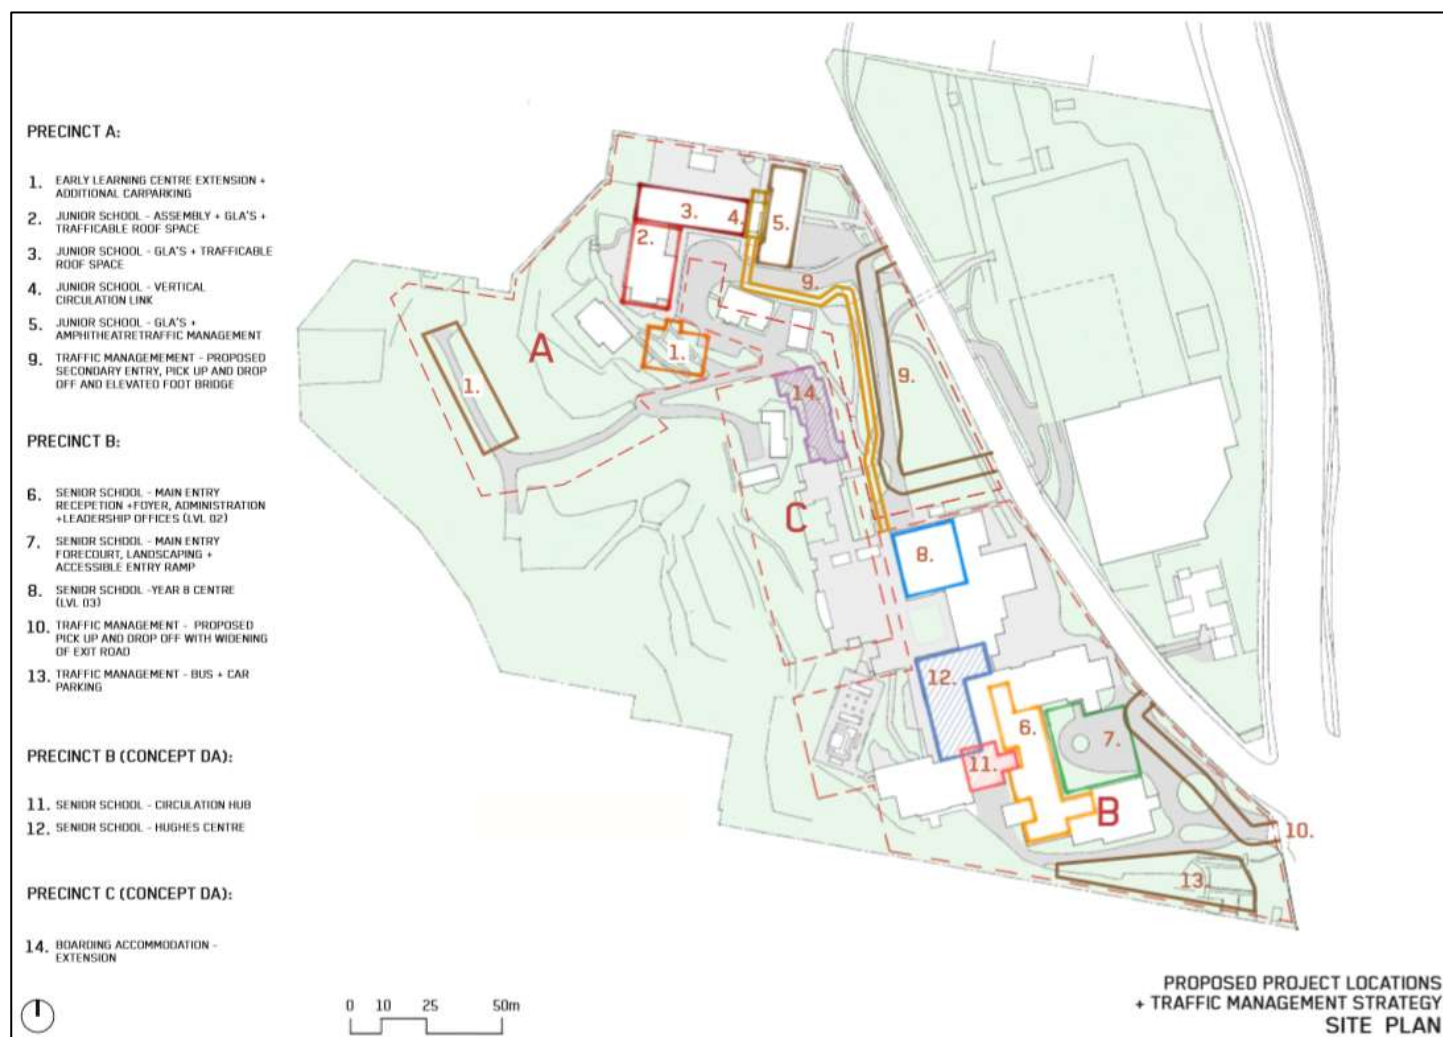 PRECINCT A:
1. EARLY LEARNING CENTRE EXTENSION +
ADDITIONAL CARPARKING
2. JUNIOR ScHOOL - ASSEMBLY + GLA'S +
TRAFFICABLE ROOF SPACE
3. JUNIOR SCHOOL - GLA'S + TRAFFICABLE
ROOF SPACE
4. JUNIOR SCHOOL - VERTICAL
CIRCULATION LINK
5. JUNIOR SCHOOL - GLA'S +
AMPHITHEATRETRAFFIC MANAGEMENT
9. TRAFFIC MANAGEMEMENT - PROPOSED
SECONDARY ENTRY, PICK UP AND DROP
OFF AND ELEVATED FOOT BRIDGE
PRECINCT B:
6. SENIOR SCHOOL - MAIN ENTRY
RECEPETION +FOYER, ADMINISTRATION
+LEADERSHIP OFFICES (LVL 02)
7. SENIOR SCHOOL - MAIN ENTRY
FORECOURT, LANDSCAPING +
ACCESSIBLE ENTRY RAMP
8. SENIOR SCHOOL -YEAR 8 CENTRE
(LVL 03)
10. TRAFFIC MANAGEMENT - PROPOSED
PICK UP AND DROP OFF WITH WIDENING
OF EXIT ROAD
13. TRAFFIC MANAGEMENT - BUS + CAR
PARKING
PRECINCT B (CONCEPT DA):
11. SENIOR SCHOOL - CIRCULATION HUB
12. SENIOR SCHOOL - HUGHES CENTRE
PRECINCT C (CONCEPT DA):
14. BOARDING ACCOMMODATION -
EXTENSION
3.
4.
5.
2.
9.
A
1.
1.
14.
9.
C
8.
12.
6.
7.
11.
B
10.
13.
0 10 25 50m
PROPOSED PROJECT LOCATIONS
+ TRAFFIC MANAGEMENT STRATEGY
SITE PLAN